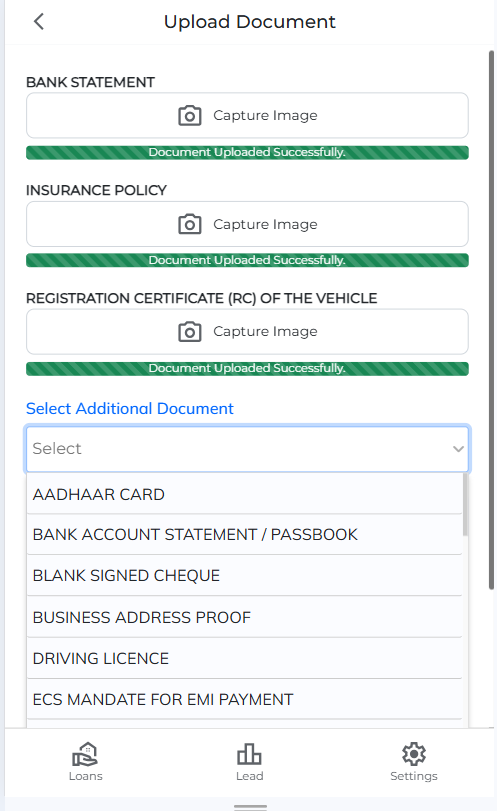 Upload Document
BANK STATEMENT
Capture Image
Document Uploaded Successfully.
INSURANCE POLICY
Capture Image
Document Uploaded Successfully.
REGISTRATION CERTIFICATE (RC) OF THE VEHICLE
Capture Image
Document Uploaded Successfully.
Select Additional Document
Select
AADHAAR CARD
BANK ACCOUNT STATEMENT / PASSBOOK
BLANK SIGNED CHEQUE
BUSINESS ADDRESS PROOF
DRIVING LICENCE
ECS MANDATE FOR EMI PAYMENT
Loans Lead Settings